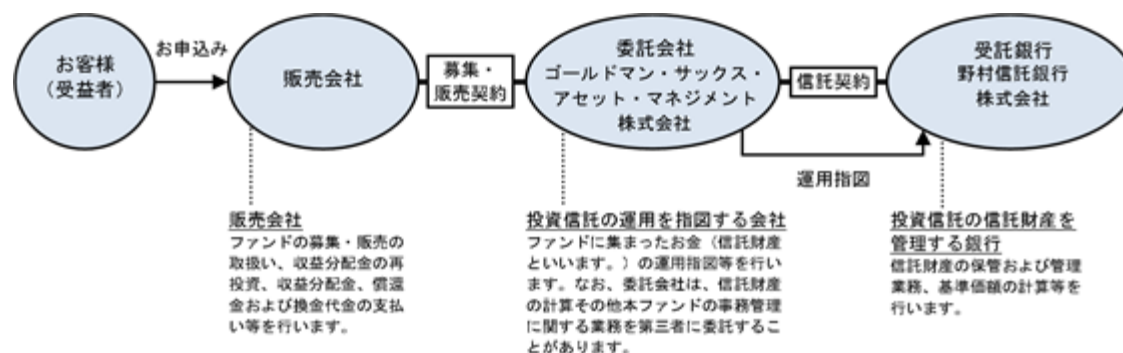 お客様
（受益者）
お申込み
販売会社
募集・
販売契約
委託会社
ゴールドマン・サックス・
アセット・マネジメント
株式会社
信託契約
受託銀行
野村信託銀行
株式会社
運用指図
販売会社
ファンドの募集・販売の
取扱い、収益分配金の再
投資、収益分配金、償還
金および換金代金の支払
い等を行います。
投資信託の運用を指図する会社
ファンドに集まったお金（信託財産
といいます。）の運用指図等を行い
ます。なお、委託会社は、信託財産
の計算その他本ファンドの事務管理
に関する業務を第三者に委託するこ
とがあります。
投資信託の信託財産を
管理する銀行
信託財産の保管および管理
業務、基準価額の計算等を
行います。